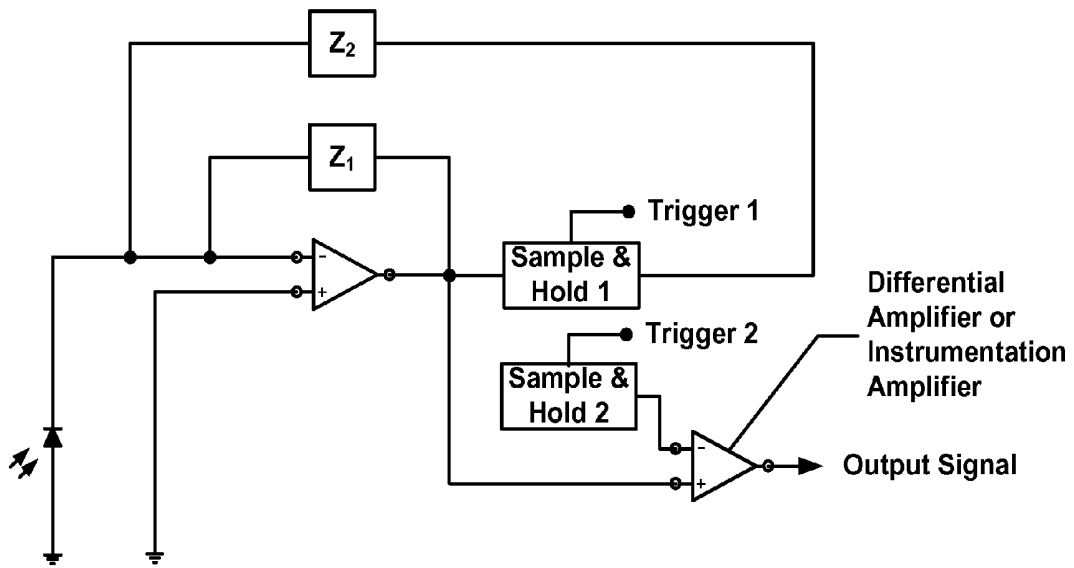 Z₂
Z₁
-
+
Trigger 1
Sample &
Hold 1
Trigger 2
Sample &
Hold 2
-
+
Differential
Amplifier or
Instrumentation
Amplifier
Output Signal